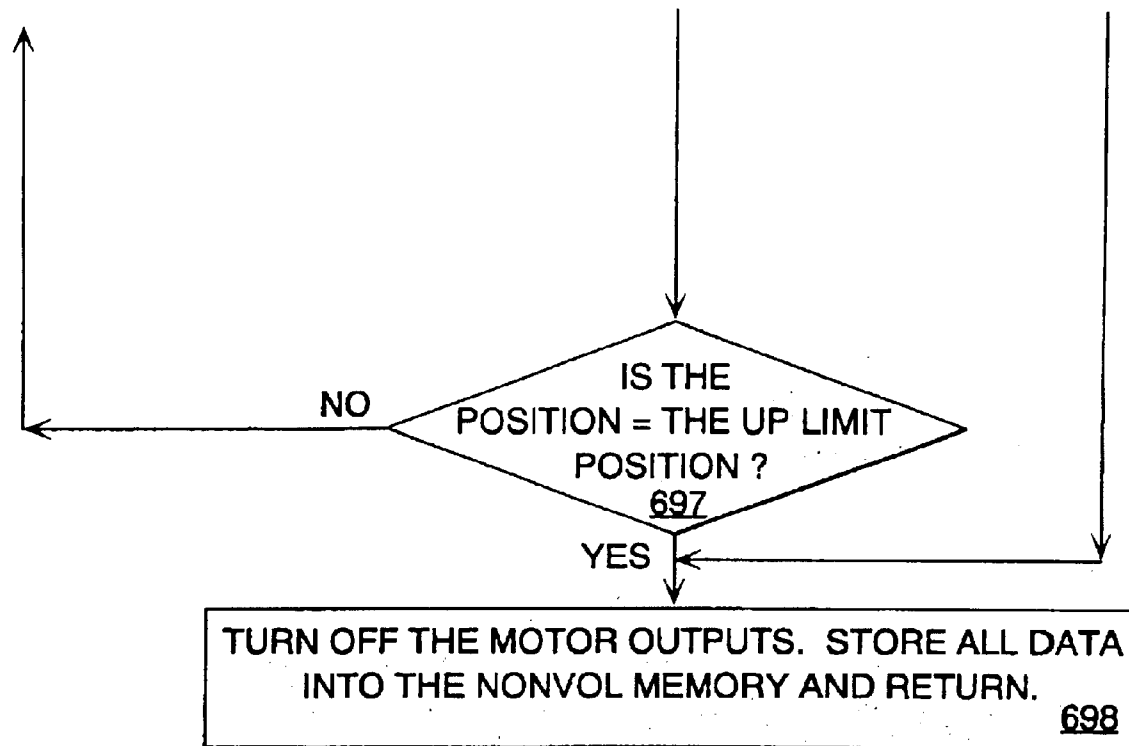 IS THE
NO
POSITION = THE UP LIMIT
POSITION ?
697
YES
TURN OFF THE MOTOR OUTPUTS. STORE ALL DATA
INTO THE NONVOL MEMORY AND RETURN.
698